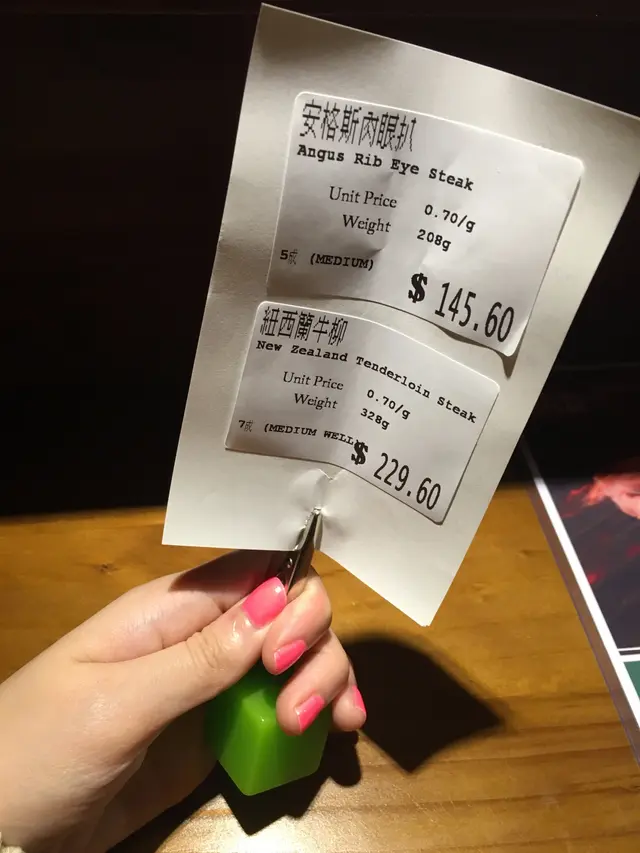 安格斯肉眼扒
Angus Rib Eye Steak
Unit Price 0.70/g
Weight 208g
5成 (MEDIUM)
$ 145.60
紐西蘭牛柳
New Zealand Tenderloin Steak
Unit Price 0.70/g
Weight 328g
7成 (MEDIUM WELL)
$ 229.60